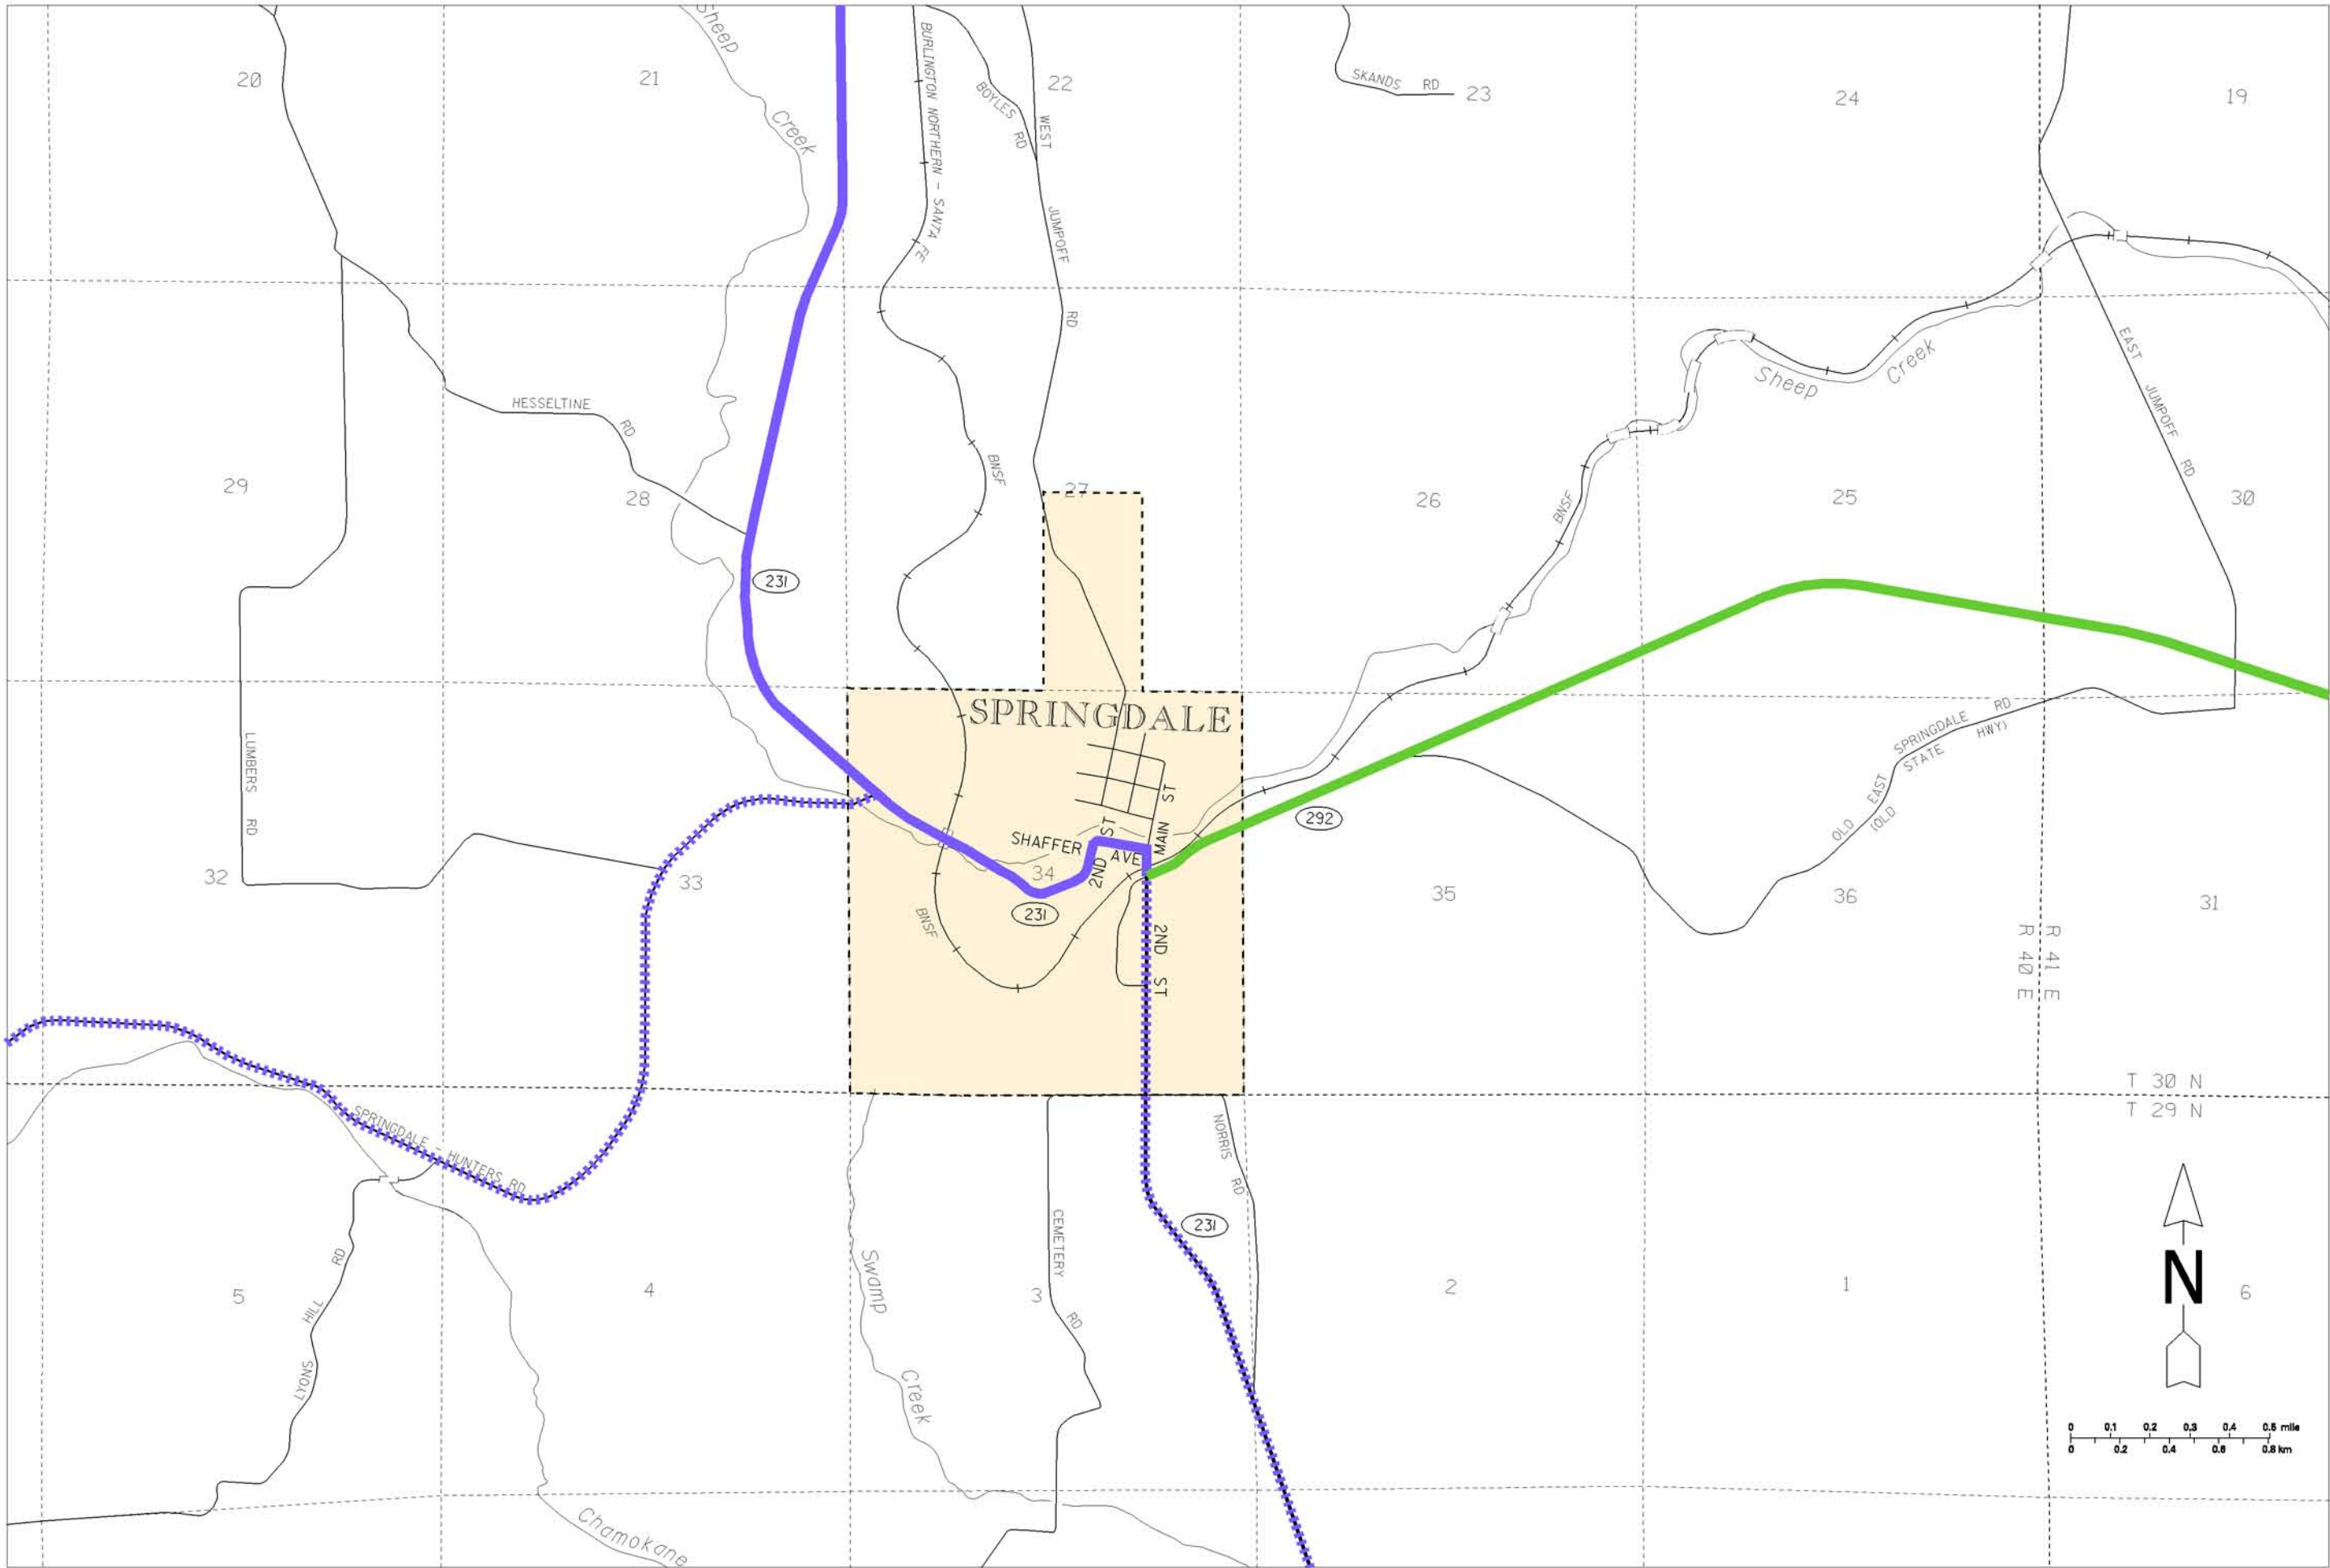 20
21
Sheep
Creek
BURLINGTON NORTHERN - SANTA FE
BOYLES RD
22
WEST JUMPOFF RD
SKANDS RD
23
24
19
HESSELTINE RD
29
28
231
BNSF
27
26
BNSF
Sheep Creek
25
EAST JUMPOFF RD
30
SPRINGDALE
LUMBERS RD
32
33
SHAFFER AVE
2ND ST
MAIN ST
34
231
BNSF
2ND ST
292
35
OLD EAST SPRINGDALE RD
(OLD STATE HWY)
36
31
R 40 E
R 41 E
T 30 N
T 29 N
SPRINGDALE - HUNTERS RD
LYONS HILL RD
5
4
Swamp Creek
CEMETERY RD
3
NORRIS RD
231
2
1
6
N
Chamokane
0 0.1 0.2 0.3 0.4 0.5 mile
0 0.2 0.4 0.6 0.8 km